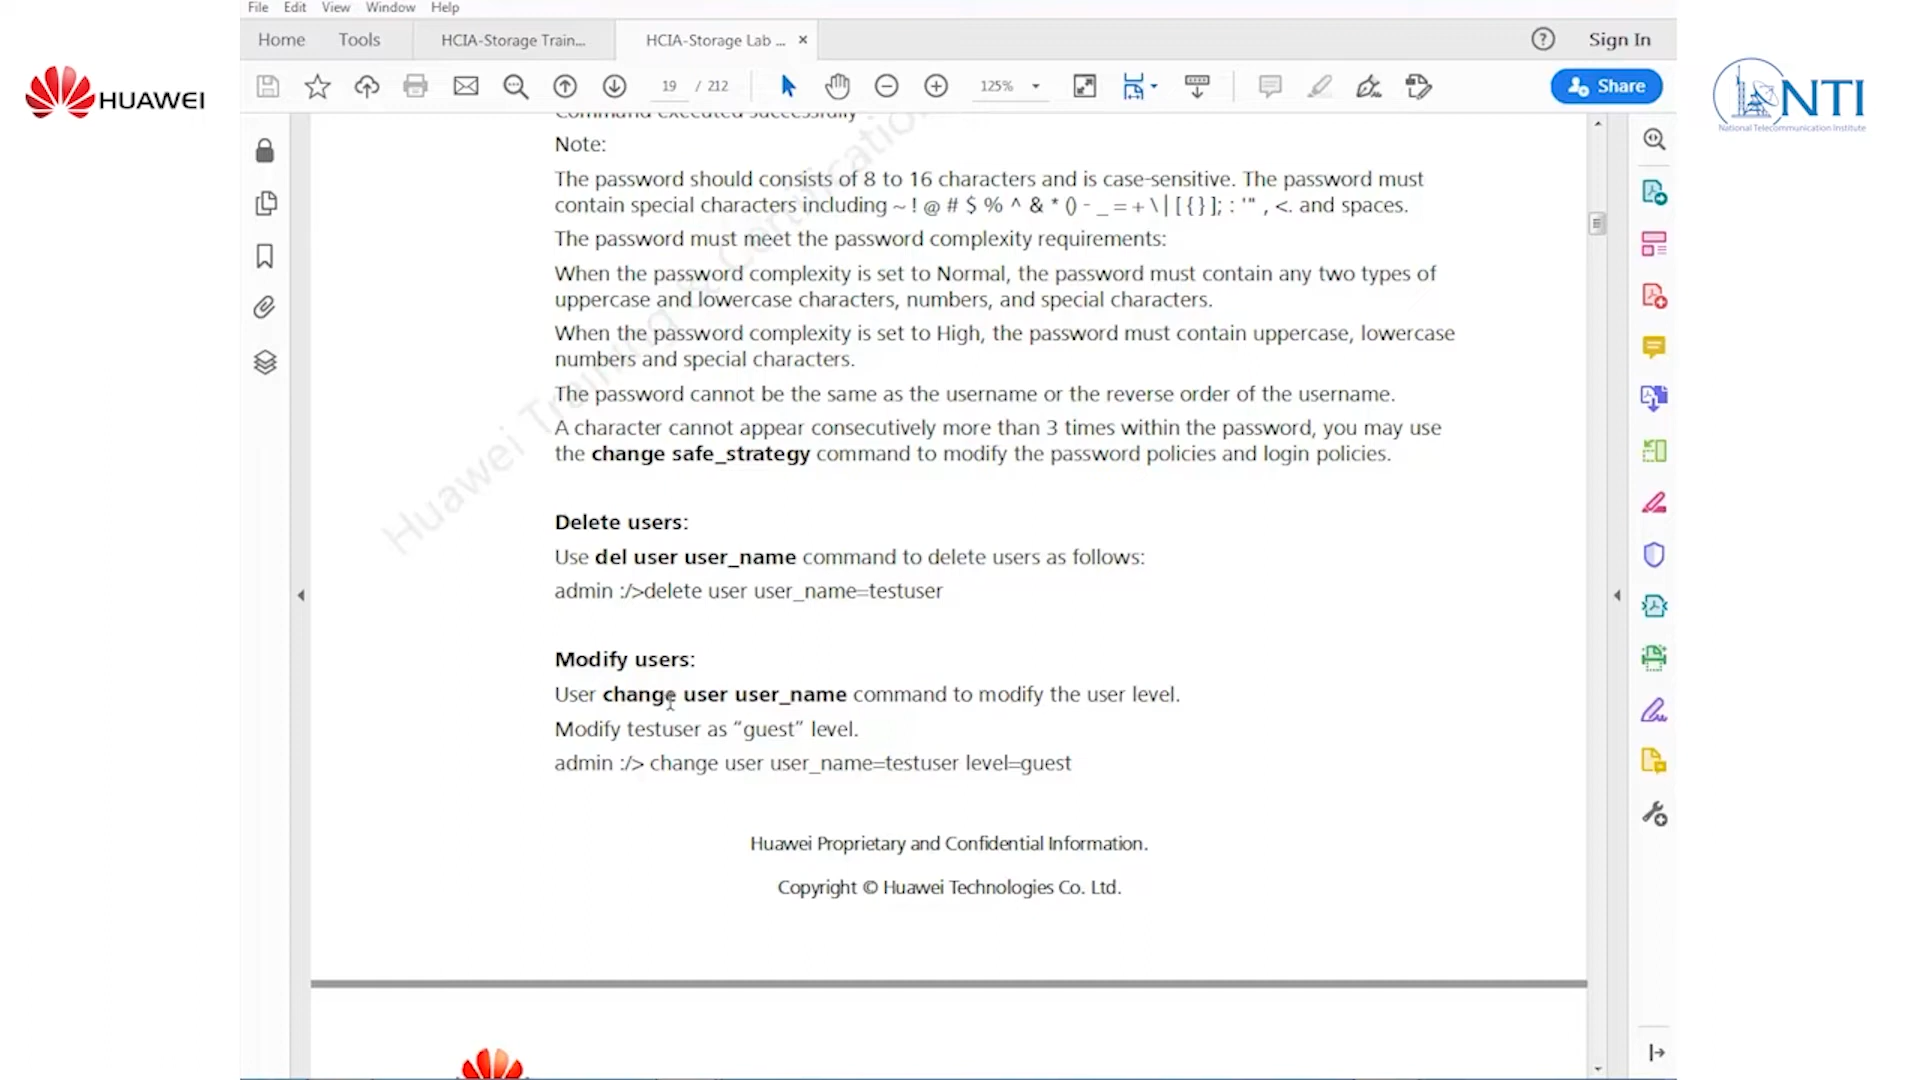 File Edit View Window Help
Home Tools HCIA-Storage Train... HCIA-Storage Lab ... × ? Sign In
19 / 212 125% Share
HUAWEI
NTI
National Telecommunication Institute
Command executed successfully
Note:
The password should consists of 8 to 16 characters and is case-sensitive. The password must
contain special characters including ~ ! @ # $ % ^ & * () - _ = + \ | [ { } ]; : '" , <. and spaces.
The password must meet the password complexity requirements:
When the password complexity is set to Normal, the password must contain any two types of
uppercase and lowercase characters, numbers, and special characters.
When the password complexity is set to High, the password must contain uppercase, lowercase
numbers and special characters.
The password cannot be the same as the username or the reverse order of the username.
A character cannot appear consecutively more than 3 times within the password, you may use
the change safe_strategy command to modify the password policies and login policies.
Huawei Training & Certification
Delete users:
Use del user user_name command to delete users as follows:
admin :/>delete user user_name=testuser
Modify users:
User change user user_name command to modify the user level.
Modify testuser as “guest” level.
admin :/> change user user_name=testuser level=guest
Huawei Proprietary and Confidential Information.
Copyright © Huawei Technologies Co. Ltd.